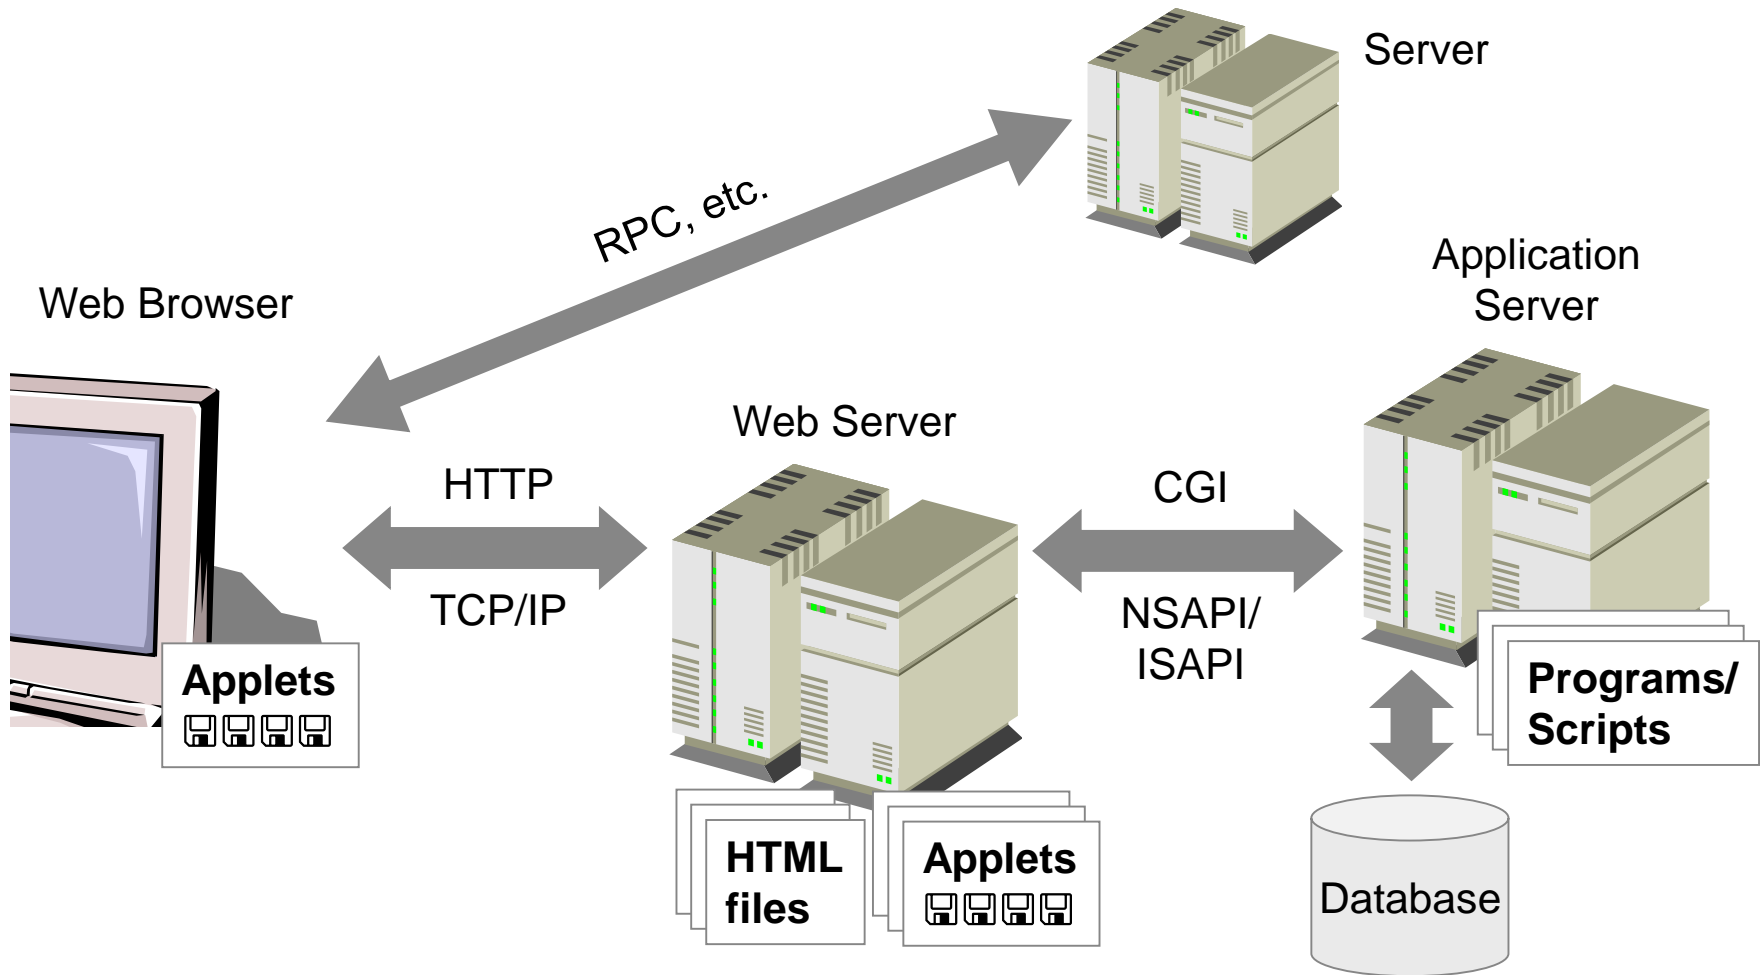 Server
RPC, etc.
Application
Server
Web Browser
Web Server
HTTP
CGI
TCP/IP
NSAPI/
ISAPI
Applets
Programs/
Scripts
HTML
files
Applets
Database